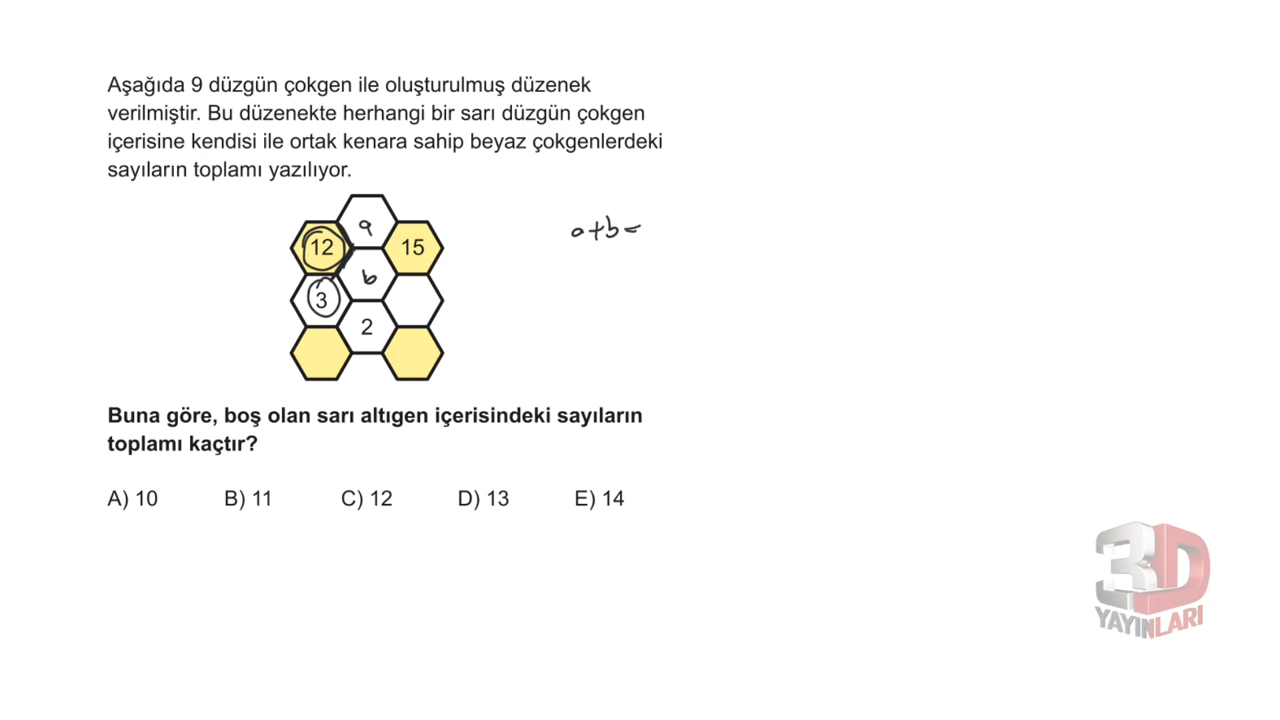 Aşağıda 9 düzgün çokgen ile oluşturulmuş düzenek
verilmiştir. Bu düzenekte herhangi bir sarı düzgün çokgen
içerisine kendisi ile ortak kenara sahip beyaz çokgenlerdeki
sayıların toplamı yazılıyor.
a
a+b=
12
15
b
3
2
Buna göre, boş olan sarı altıgen içerisindeki sayıların
toplamı kaçtır?
A) 10 B) 11 C) 12 D) 13 E) 14
3D
YAYINLARI